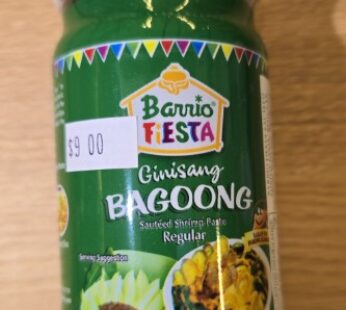 Barrio
FIESTA
$9 00
Ginisang
BAGOONG
Sautéed Shrimp Paste
Regular
Serving Suggestion